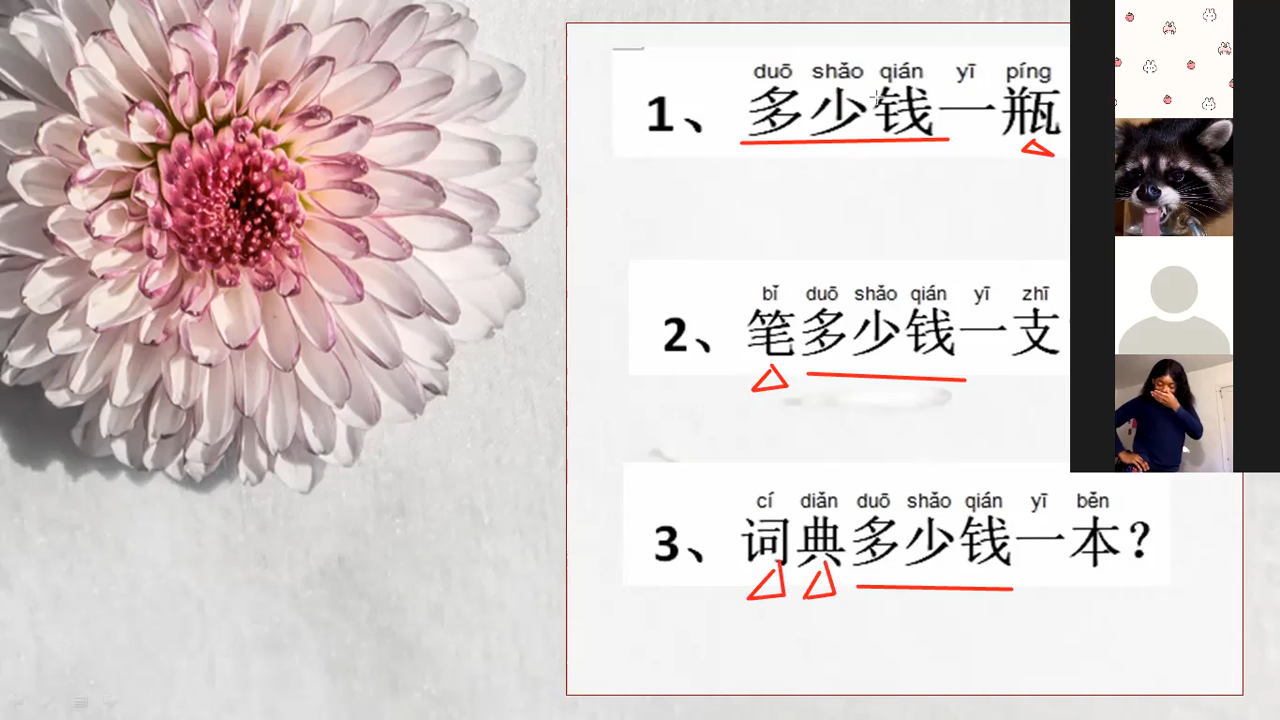 duō shǎo qián yī píng
1、多少钱一瓶
bǐ duō shǎo qián yī zhī
2、笔多少钱一支
cí diǎn duō shǎo qián yī běn
3、词典多少钱一本?